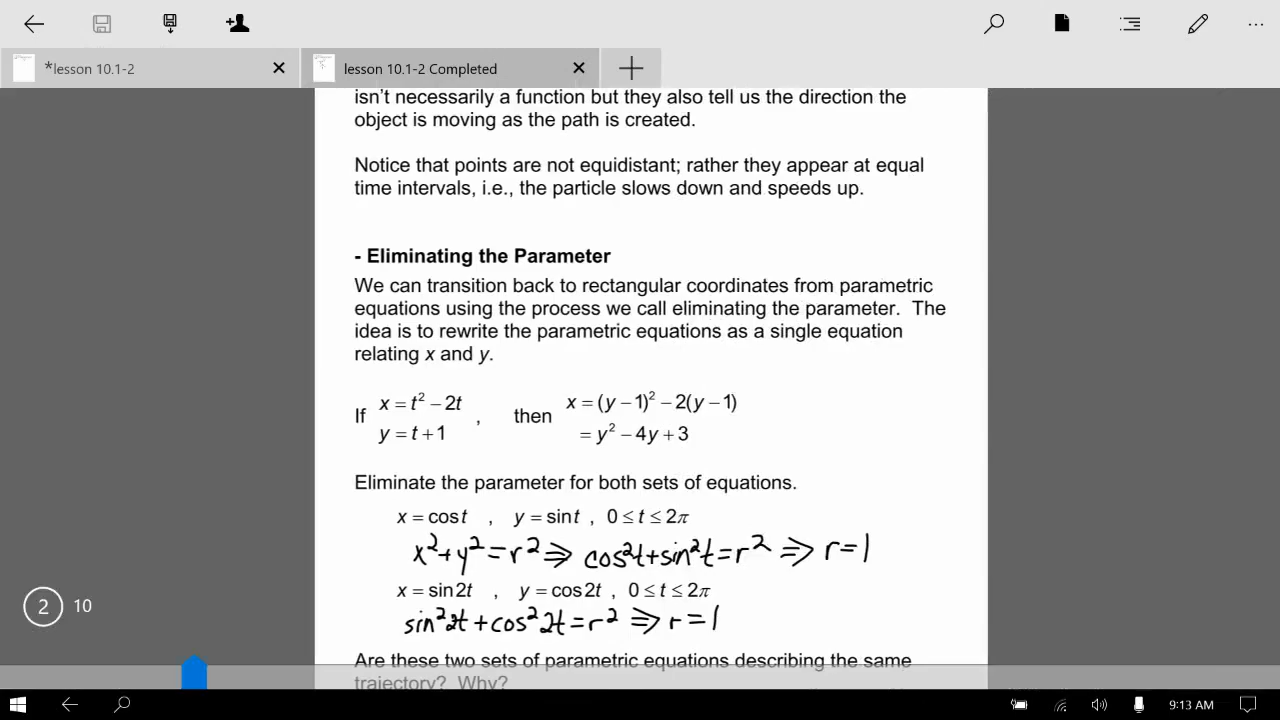 *lesson 10.1-2
lesson 10.1-2 Completed
isn't necessarily a function but they also tell us the direction the
object is moving as the path is created.
Notice that points are not equidistant; rather they appear at equal
time intervals, i.e., the particle slows down and speeds up.
- Eliminating the Parameter
We can transition back to rectangular coordinates from parametric
equations using the process we call eliminating the parameter.  The
idea is to rewrite the parametric equations as a single equation
relating x and y.
If x = t² − 2t , then x = (y − 1)² − 2(y − 1)
y = t + 1 = y² − 4y + 3
Eliminate the parameter for both sets of equations.
x = cos t , y = sin t , 0 ≤ t ≤ 2π
x² + y² = r² ⇒ cos²t + sin²t = r² ⇒ r = 1
x = sin 2t , y = cos 2t , 0 ≤ t ≤ 2π
sin²2t + cos²2t = r² ⇒ r = 1
2 10
Are these two sets of parametric equations describing the same
trajectory?  Why?
9:13 AM